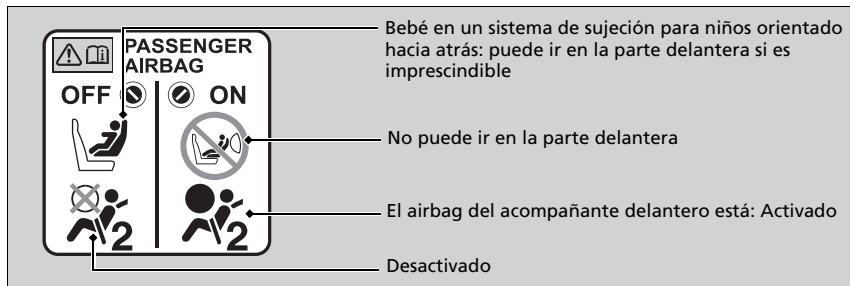 PASSENGER
AIRBAG
OFF ON
2 2
Bebé en un sistema de sujeción para niños orientado
hacia atrás: puede ir en la parte delantera si es
imprescindible
No puede ir en la parte delantera
El airbag del acompañante delantero está: Activado
Desactivado